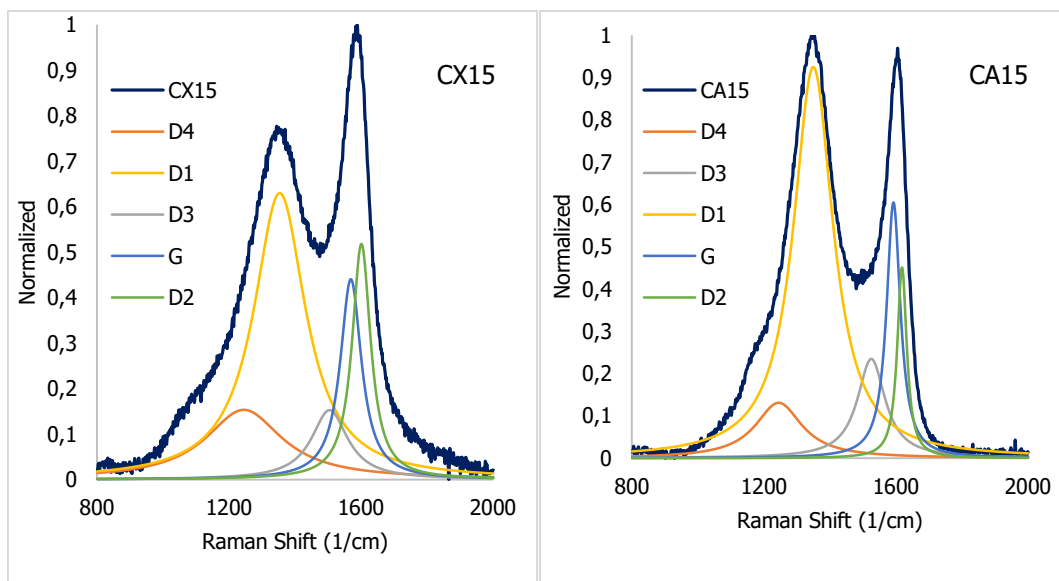 CX15
1
0,9
0,8
0,7
0,6
0,5
0,4
0,3
0,2
0,1
0
Normalized
CX15
D4
D1
D3
G
D2
800
1200
1600
2000
Raman Shift (1/cm)
CA15
1
0,9
0,8
0,7
0,6
0,5
0,4
0,3
0,2
0,1
0
Normalized
CA15
D4
D3
D1
G
D2
800
1200
1600
2000
Raman Shift (1/cm)